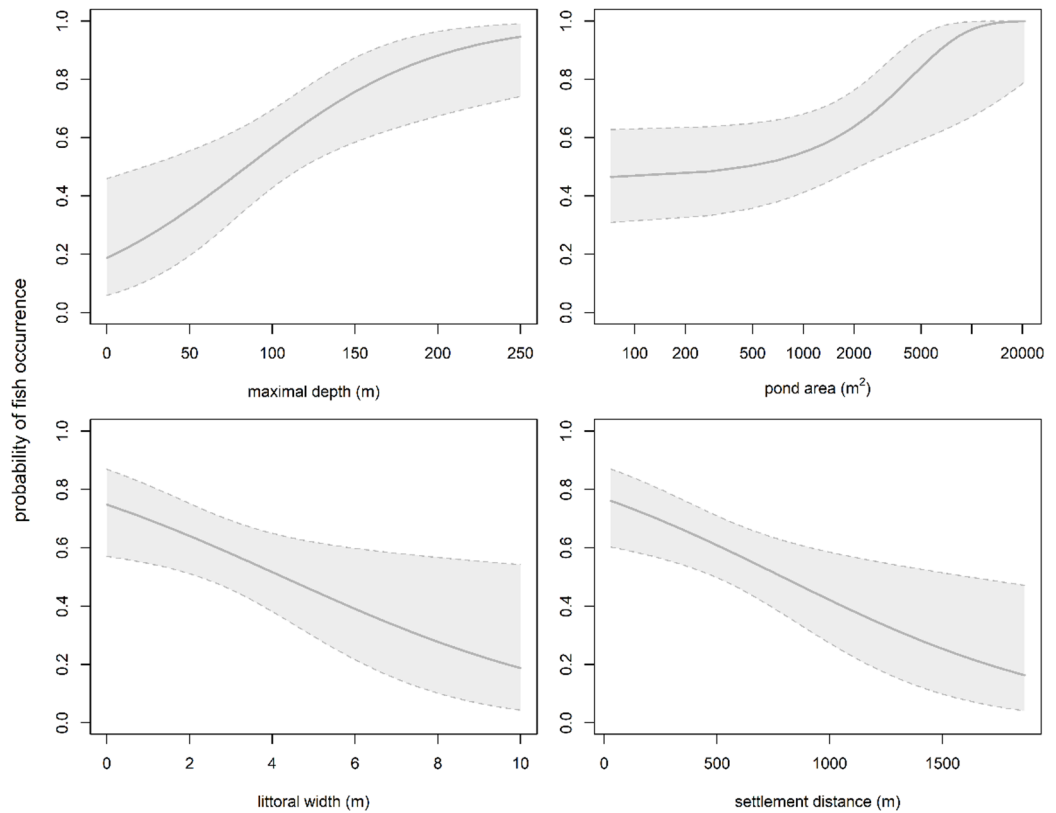 probability of fish occurrence
0.0 0.2 0.4 0.6 0.8 1.0
0 50 100 150 200 250
maximal depth (m)
0.0 0.2 0.4 0.6 0.8 1.0
100 200 500 1000 2000 5000 20000
pond area (m²)
0.0 0.2 0.4 0.6 0.8 1.0
0 2 4 6 8 10
littoral width (m)
0.0 0.2 0.4 0.6 0.8 1.0
0 500 1000 1500
settlement distance (m)